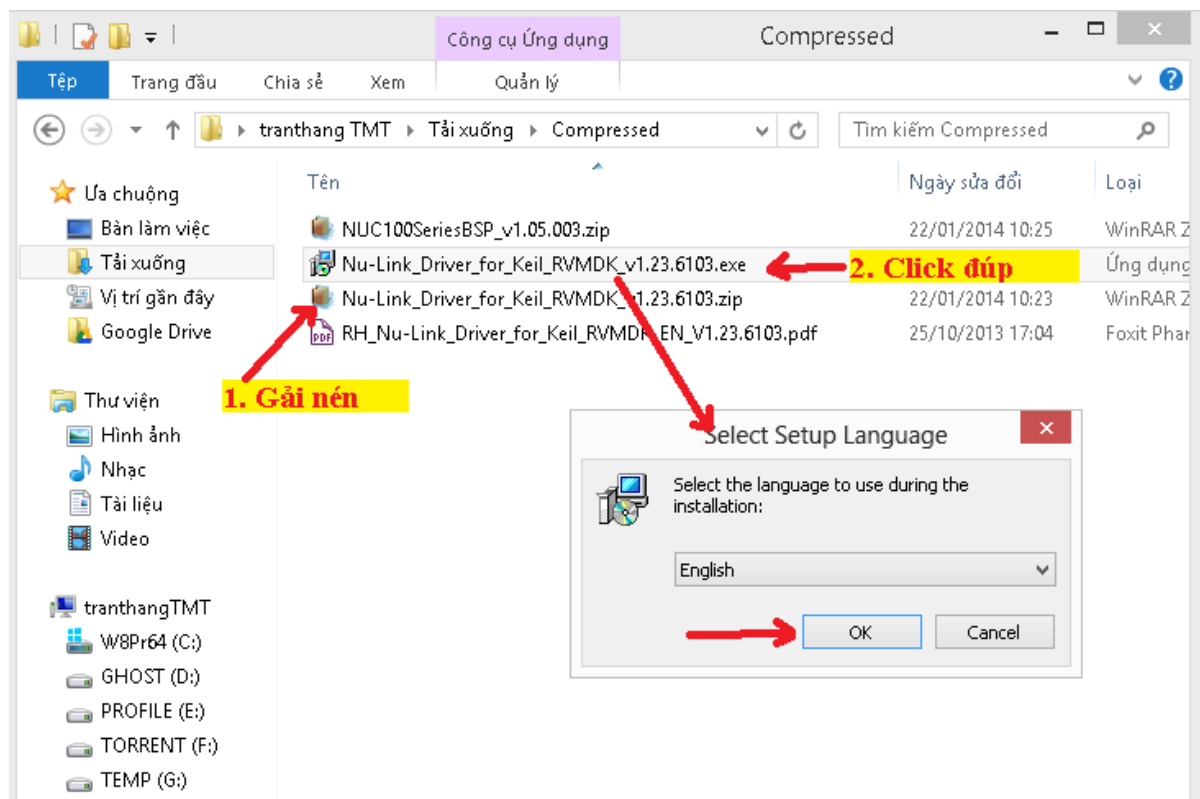 Công cụ Ứng dụng
Compressed
Tệp Trang đầu Chia sẻ Xem Quản lý
tranthang TMT Tải xuống Compressed Tìm kiếm Compressed
Tên Ngày sửa đổi Loại
Ưa chuộng
Bàn làm việc
Tải xuống
Vị trí gần đây
Google Drive
NUC100SeriesBSP_v1.05.003.zip 22/01/2014 10:25 WinRAR Z
Nu-Link_Driver_for_Keil_RVMDK_v1.23.6103.exe 2. Click đúp Ứng dụng
Nu-Link_Driver_for_Keil_RVMDK_v1.23.6103.zip 22/01/2014 10:23 WinRAR Z
PDF RH_Nu-Link_Driver_for_Keil_RVMDK_EN_V1.23.6103.pdf 25/10/2013 17:04 Foxit Phan
1. Gải nén
Thư viện
Hình ảnh
Nhạc
Tài liệu
Video
Select Setup Language
Select the language to use during the
installation:
English
OK Cancel
tranthangTMT
W8Pr64 (C:)
GHOST (D:)
PROFILE (E:)
TORRENT (F:)
TEMP (G:)